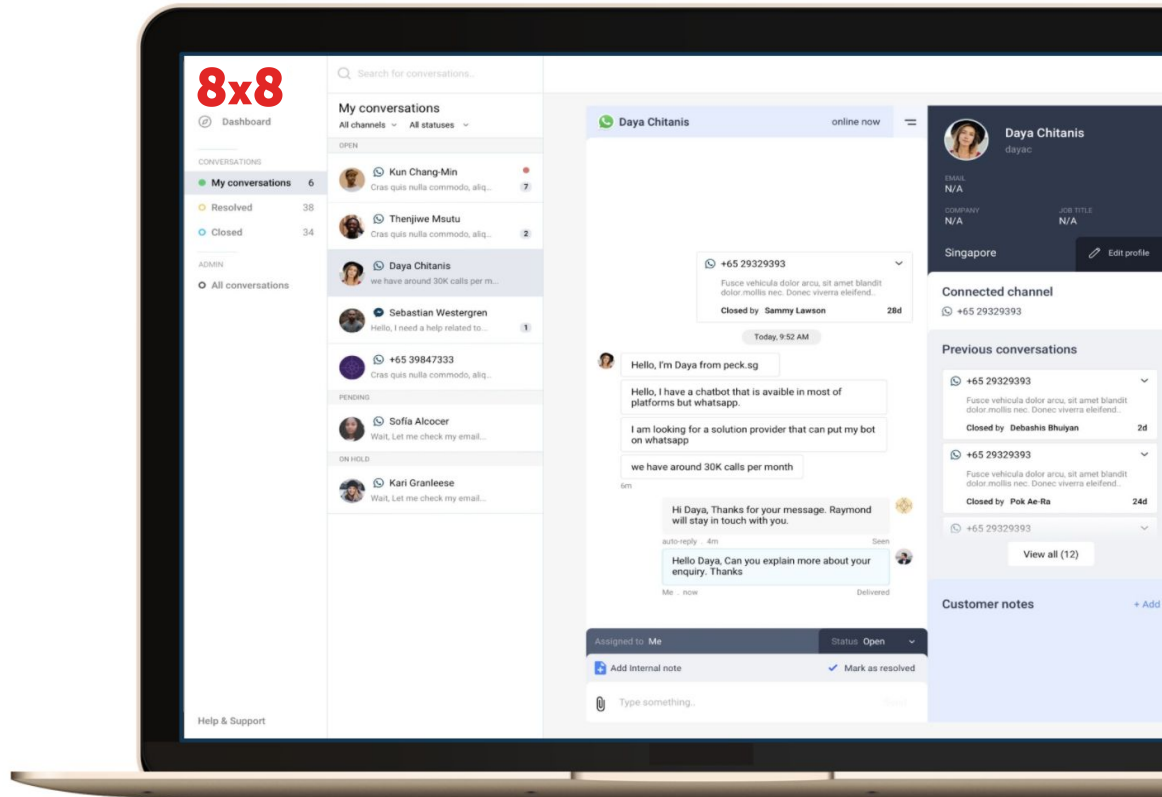 8x8
Dashboard
CONVERSATIONS
My conversations 6
Resolved 38
Closed 34
ADMIN
All conversations
Help & Support
Search for conversations..
My conversations
All channels All statuses
OPEN
Kun Chang-Min
Cras quis nulla commodo, aliq... 7
Thenjiwe Msutu
Cras quis nulla commodo, aliq... 2
Daya Chitanis
we have around 30K calls per m...
Sebastian Westergren
Hello, I need a help related to... 1
+65 39847333
Cras quis nulla commodo, aliq...
PENDING
Sofía Alcocer
Wait, Let me check my email...
ON HOLD
Kari Granleese
Wait, Let me check my email...
Daya Chitanis online now
+65 29329393
Fusce vehicula dolor arcu, sit amet blandit
dolor.mollis nec. Donec viverra eleifend..
Closed by Sammy Lawson 28d
Today, 9:52 AM
Hello, I'm Daya from peck.sg
Hello, I have a chatbot that is avaible in most of
platforms but whatsapp.
I am looking for a solution provider that can put my bot
on whatsapp
we have around 30K calls per month
6m
Hi Daya, Thanks for your message. Raymond
will stay in touch with you.
auto-reply . 4m Seen
Hello Daya, Can you explain more about your
enquiry. Thanks
Me .. now Delivered
Assigned to Me Status Open
Add Internal note Mark as resolved
Type something..
Daya Chitanis
dayac
EMAIL
N/A
COMPANY JOB TITLE
N/A N/A
Singapore Edit profile
Connected channel
+65 29329393
Previous conversations
+65 29329393
Fusce vehicula dolor arcu, sit amet blandit
dolor.mollis nec. Donec viverra eleifend..
Closed by Debashis Bhuiyan 2d
+65 29329393
Fusce vehicula dolor arcu, sit amet blandit
dolor.mollis nec. Donec viverra eleifend..
Closed by Pok Ae-Ra 24d
+65 29329393
View all (12)
Customer notes + Add